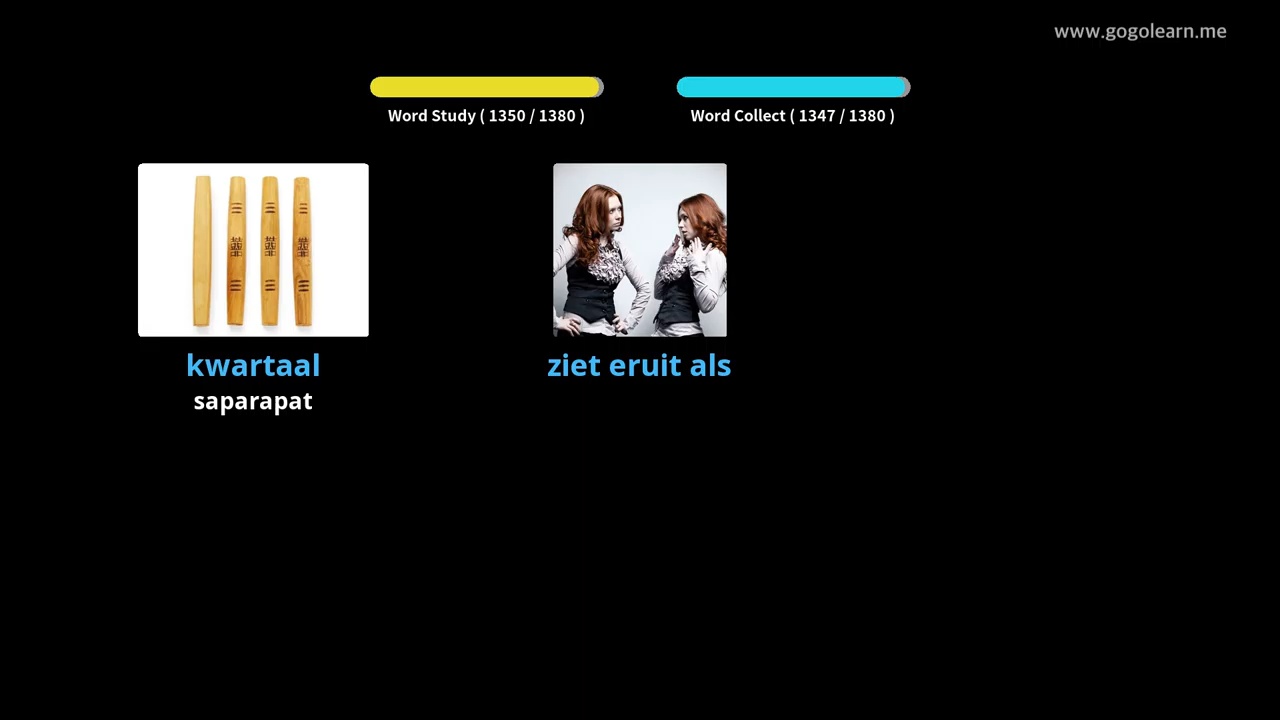 www.gogolearn.me
Word Study ( 1350 / 1380 )
Word Collect ( 1347 / 1380 )
kwartaal
saparapat
ziet eruit als